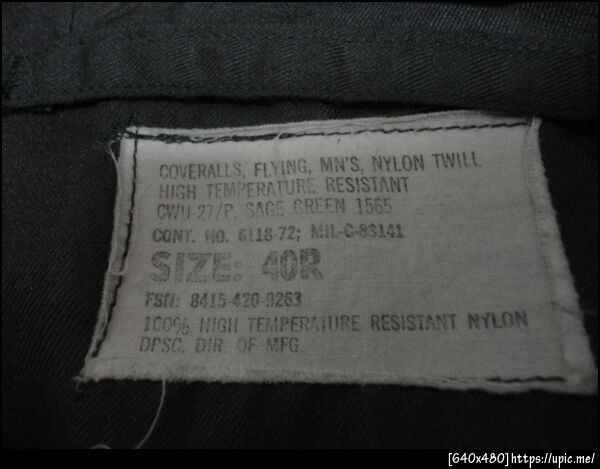 COVERALLS, FLYING, MN'S, NYLON TWILL
HIGH TEMPERATURE RESISTANT
CWU-27/P, SAGE GREEN 1565
CONT. NO. 6118-72; MIL-C-83141
SIZE: 40R
FSN: 8415-420-9263
100% HIGH TEMPERATURE RESISTANT NYLON
DPSC, DIR. OF MFG.
[640x480]https://upic.me/